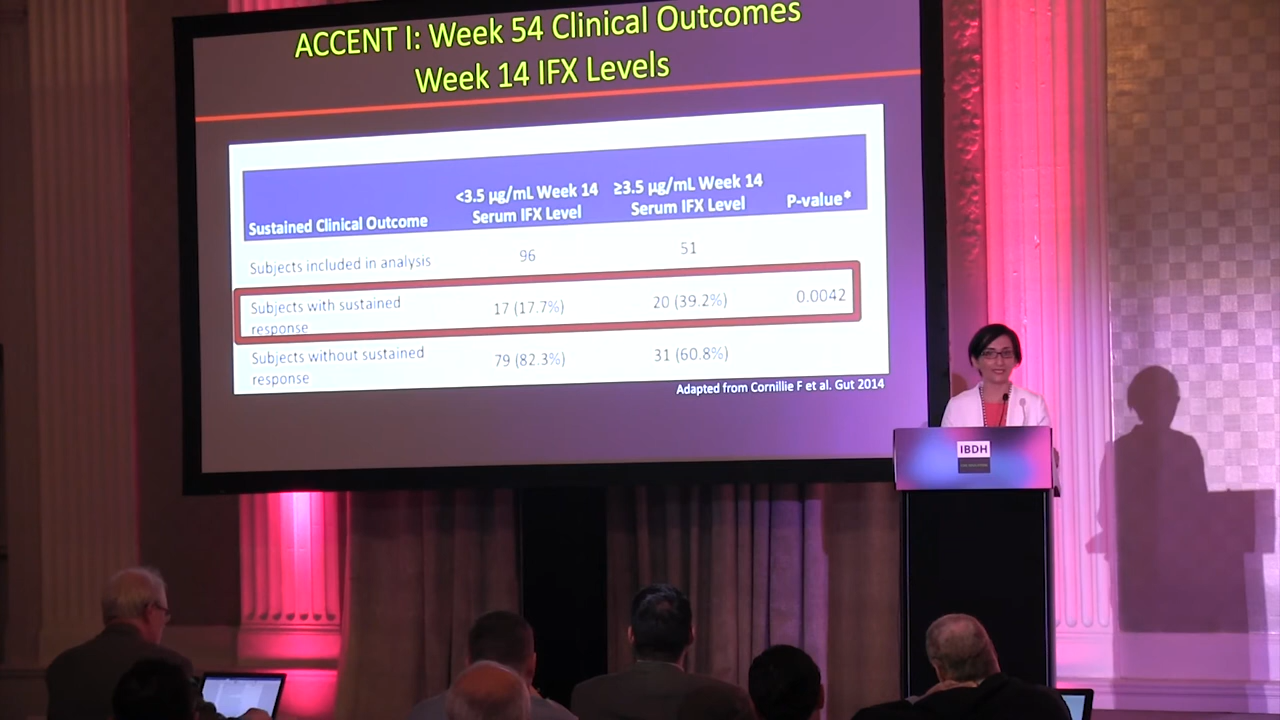 ACCENT I: Week 54 Clinical Outcomes
Week 14 IFX Levels
Sustained Clinical Outcome
<3.5 µg/mL Week 14
Serum IFX Level
≥3.5 µg/mL Week 14
Serum IFX Level
P-value*
Subjects included in analysis
96
51
Subjects with sustained
response
17 (17.7%)
20 (39.2%)
0.0042
Subjects without sustained
response
79 (82.3%)
31 (60.8%)
Adapted from Cornillie F et al. Gut 2014
IBDH